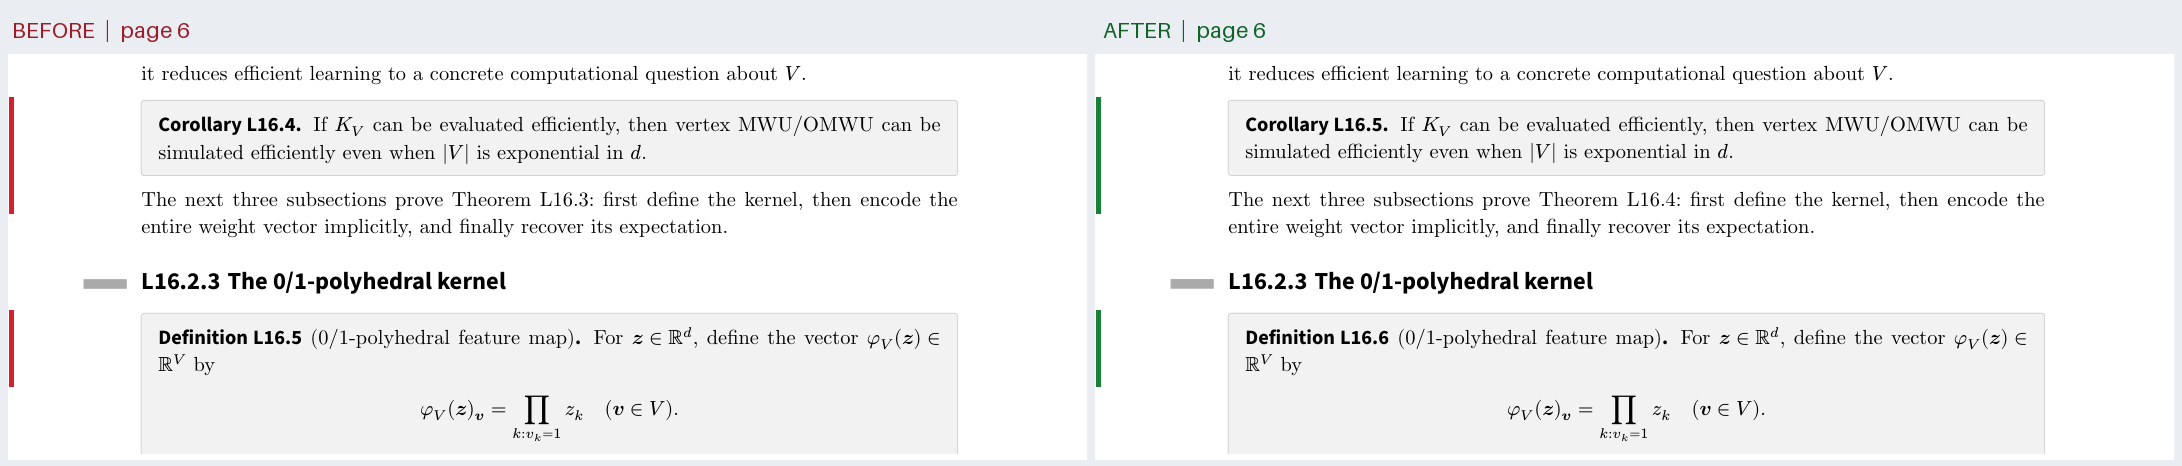 BEFORE | page 6
it reduces efficient learning to a concrete computational question about V.
Corollary L16.4. If K_V can be evaluated efficiently, then vertex MWU/OMWU can be
simulated efficiently even when |V| is exponential in d.
The next three subsections prove Theorem L16.3: first define the kernel, then encode the
entire weight vector implicitly, and finally recover its expectation.
L16.2.3 The 0/1-polyhedral kernel
Definition L16.5 (0/1-polyhedral feature map). For z ∈ ℝ^d, define the vector φ_V(z) ∈
ℝ^V by
φ_V(z)_v = ∏_{k:v_k=1} z_k (v ∈ V).
AFTER | page 6
it reduces efficient learning to a concrete computational question about V.
Corollary L16.5. If K_V can be evaluated efficiently, then vertex MWU/OMWU can be
simulated efficiently even when |V| is exponential in d.
The next three subsections prove Theorem L16.4: first define the kernel, then encode the
entire weight vector implicitly, and finally recover its expectation.
L16.2.3 The 0/1-polyhedral kernel
Definition L16.6 (0/1-polyhedral feature map). For z ∈ ℝ^d, define the vector φ_V(z) ∈
ℝ^V by
φ_V(z)_v = ∏_{k:v_k=1} z_k (v ∈ V).